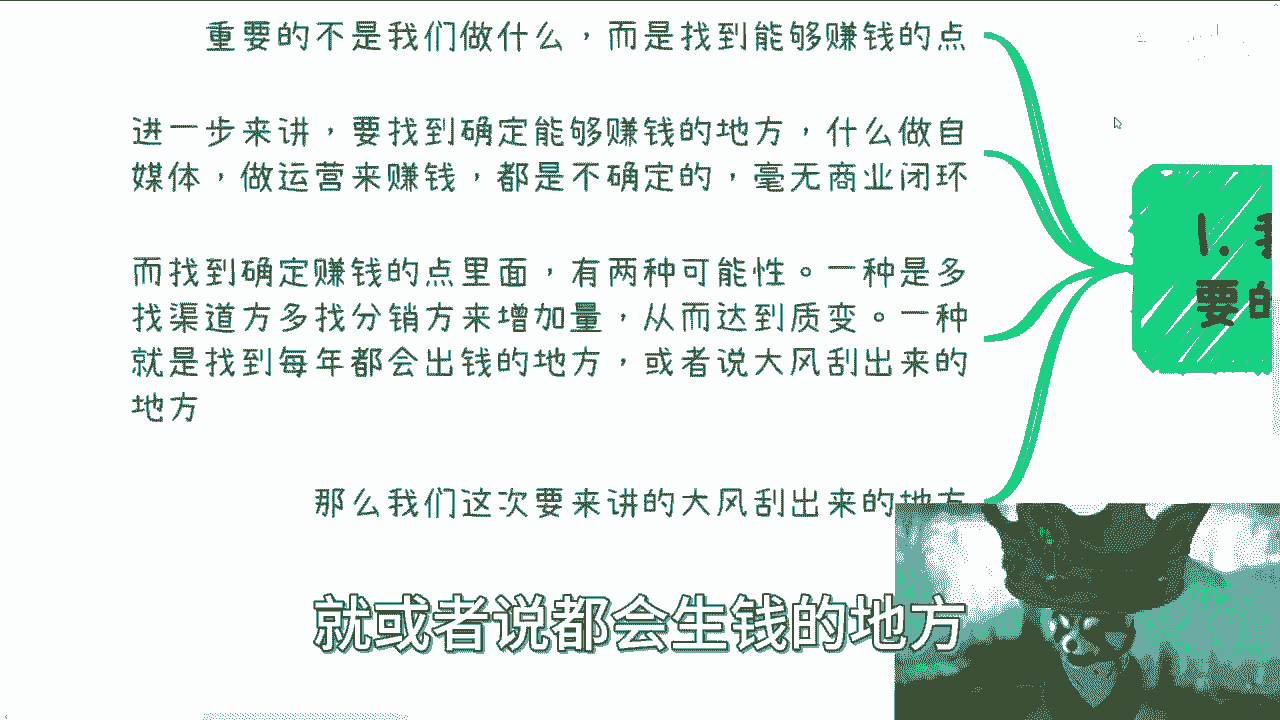 重要的不是我们做什么，而是找到能够赚钱的点
进一步来讲，要找到确定能够赚钱的地方，什么做自
媒体，做运营来赚钱，都是不确定的，毫无商业闭环
而找到确定赚钱的点里面，有两种可能性。一种是多
找渠道方多找分销方来增加量，从而达到质变。一种
就是找到每年都会出钱的地方，或者说大风刮出来的
地方
那么我们这次要来讲的大风刮出来的地方
1. 我
要的
就或者说都会生钱的地方